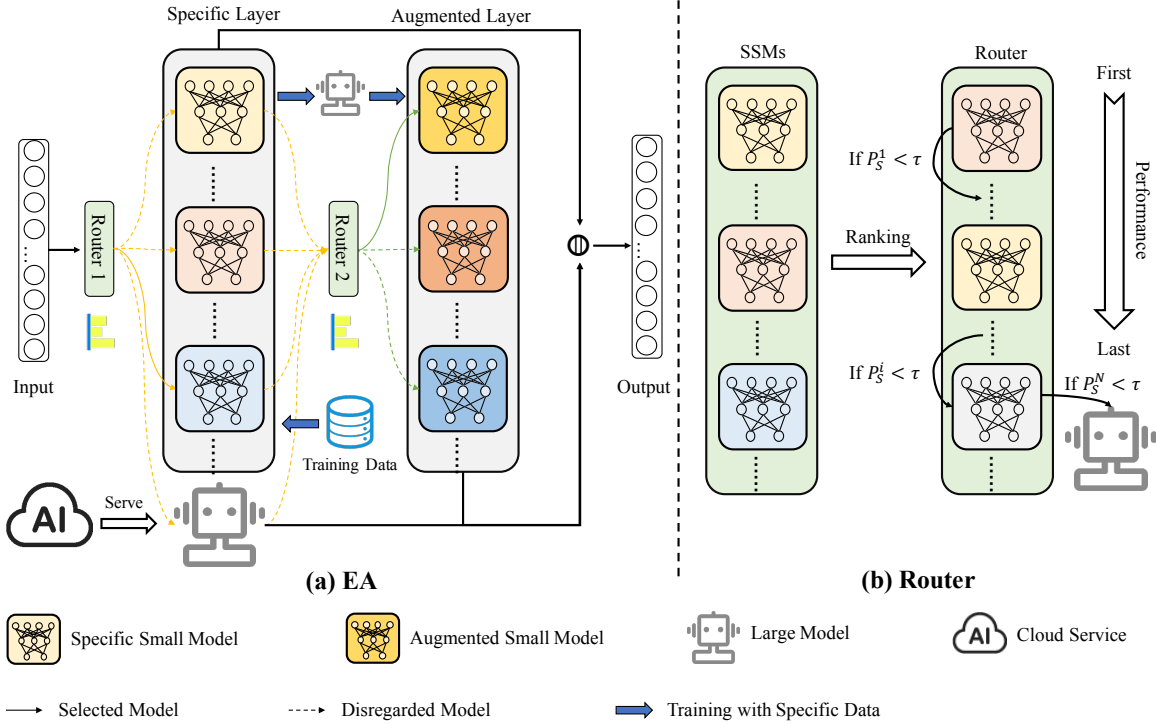 Specific Layer
Augmented Layer
Input
Router 1
Router 2
Training Data
Output
AI
Serve
(a) EA
SSMs
Router
First
If P_S^1 < τ
Ranking
Performance
If P_S^i < τ
Last
If P_S^N < τ
(b) Router
Specific Small Model
Augmented Small Model
Large Model
AI
Cloud Service
Selected Model
Disregarded Model
Training with Specific Data